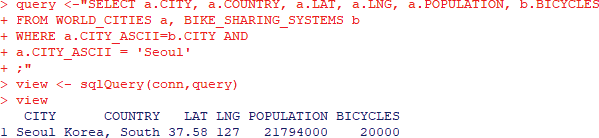 > query <-"SELECT a.CITY, a.COUNTRY, a.LAT, a.LNG, a.POPULATION, b.BICYCLES
+ FROM WORLD_CITIES a, BIKE_SHARING_SYSTEMS b
+ WHERE a.CITY_ASCII=b.CITY AND
+ a.CITY_ASCII = 'Seoul'
+ ;"
> view <- sqlQuery(conn,query)
> view
CITY COUNTRY LAT LNG POPULATION BICYCLES
1 Seoul Korea, South 37.58 127 21794000 20000